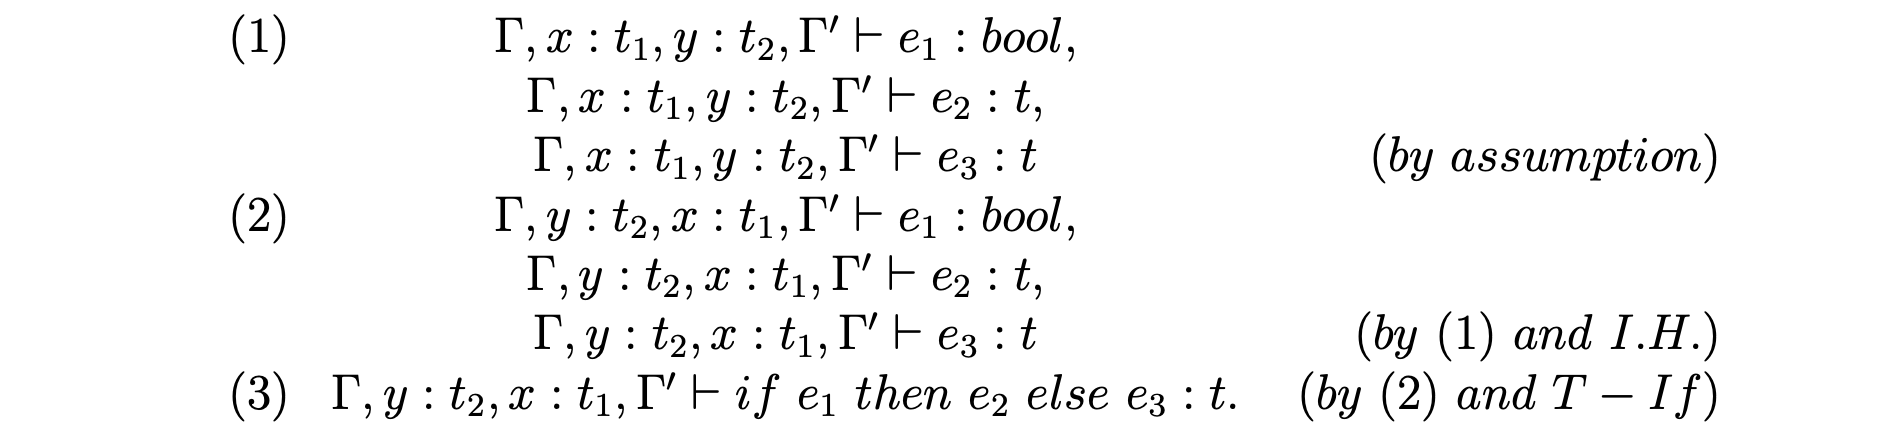 (1) Γ, x : t₁, y : t₂, Γ′ ⊢ e₁ : bool,
Γ, x : t₁, y : t₂, Γ′ ⊢ e₂ : t,
Γ, x : t₁, y : t₂, Γ′ ⊢ e₃ : t (by assumption)
(2) Γ, y : t₂, x : t₁, Γ′ ⊢ e₁ : bool,
Γ, y : t₂, x : t₁, Γ′ ⊢ e₂ : t,
Γ, y : t₂, x : t₁, Γ′ ⊢ e₃ : t (by (1) and I.H.)
(3) Γ, y : t₂, x : t₁, Γ′ ⊢ if e₁ then e₂ else e₃ : t. (by (2) and T − If)